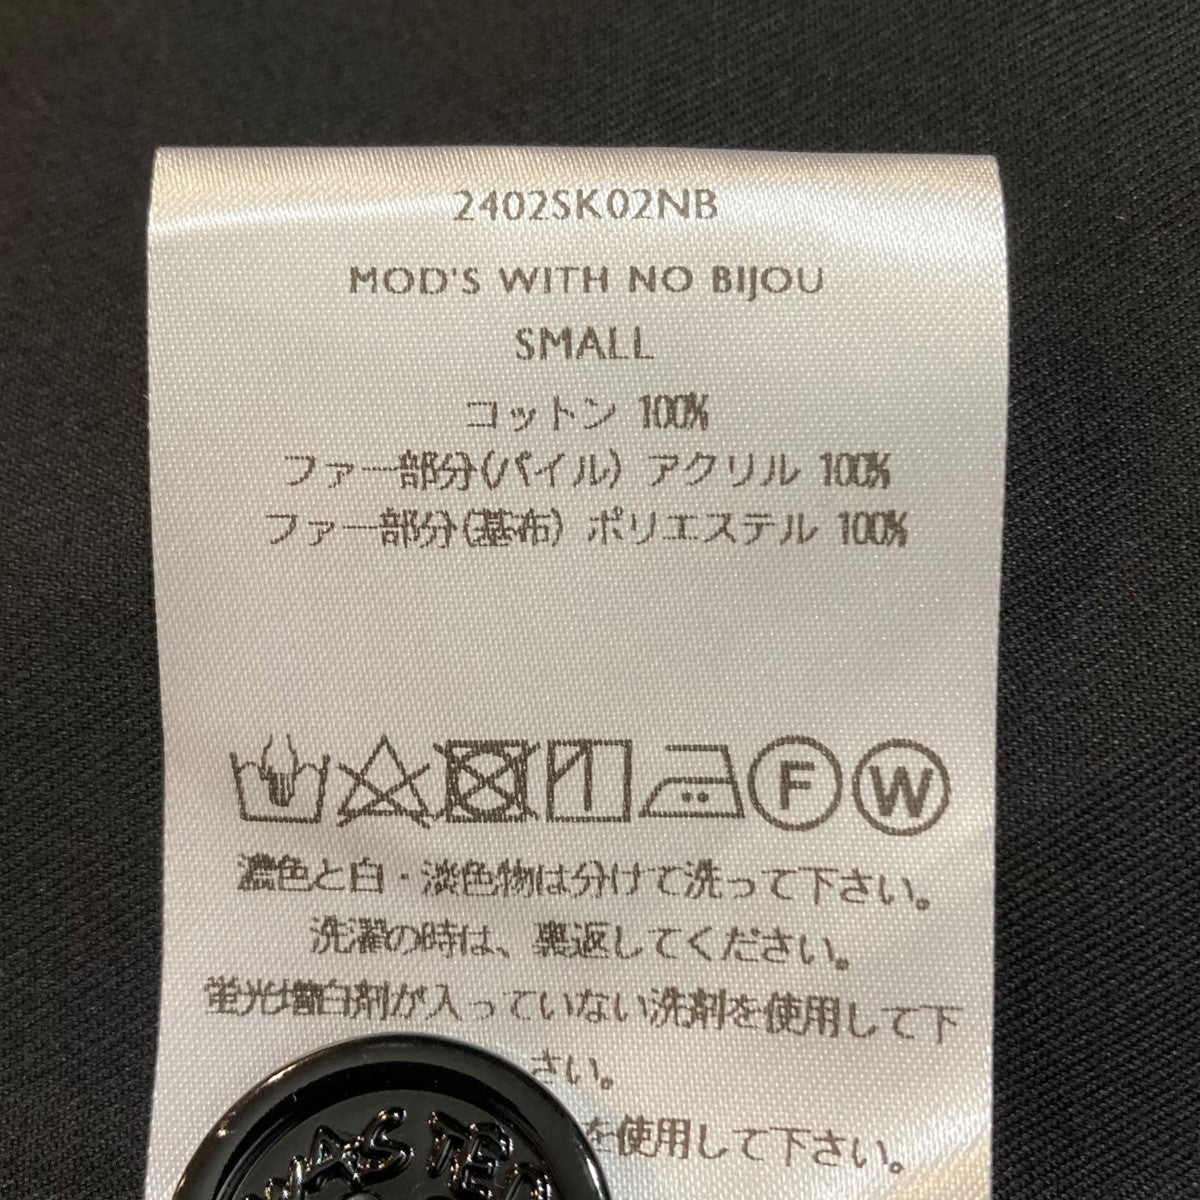 2402SK02NB
MOD'S WITH NO BIJOU
SMALL
コットン 100%
ファー部分(パイル) アクリル 100%
ファー部分(基布) ポリエステル 100%
F W
濃色と白・淡色物は分けて洗って下さい。
洗濯の時は、裏返してください。
蛍光増白剤が入っていない洗剤を使用して下
さい。
を使用して下さい。